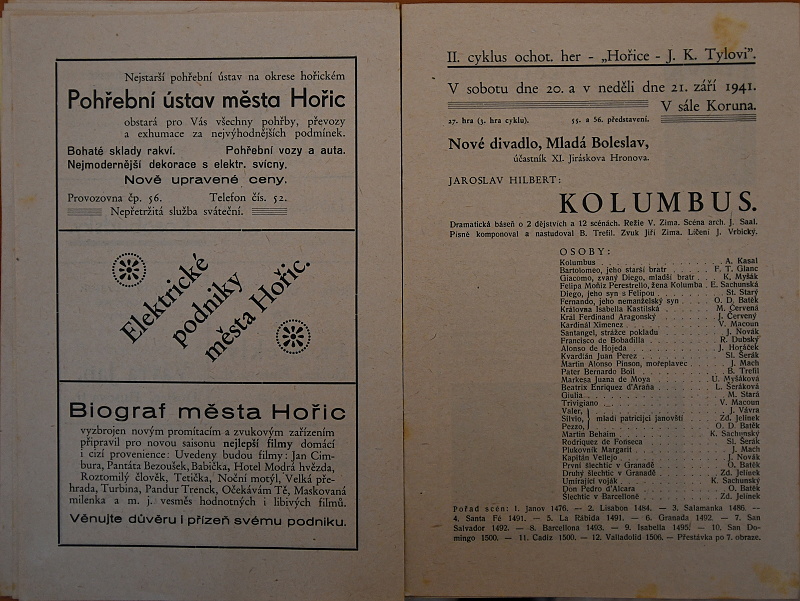 Nejstarší pohřební ústav na okrese hořickém
Pohřební ústav města Hořic
obstará pro Vás všechny pohřby, převozy
a exhumace za nejvýhodnějších podmínek.
Bohaté sklady rakví. Pohřební vozy a auta.
Nejmodernější dekorace s elektr. svícny.
Nově upravené ceny.
Provozovna čp. 56. Telefon čís. 52.
Nepřetržitá služba sváteční.
Elektrické
podniky
města Hořic.
Biograf města Hořic
vyzbrojen novým promítacím a zvukovým zařízením
připravil pro novou saisonu nejlepší filmy domácí
i cizí provenience: Uvedeny budou filmy: Jan Cim-
bura, Pantáta Bezoušek, Babička, Hotel Modrá hvězda,
Roztomilý člověk, Tetička, Noční motýl, Velká pře-
hrada, Turbina, Pandur Trenck, Očekávám Tě, Maskovaná
milenka a m. j. vesměs hodnotných i libivých filmů.
Věnujte důvěru i přízeň svému podniku.
II. cyklus ochot. her - „Hořice - J. K. Tylovi".
V sobotu dne 20. a v neděli dne 21. září 1941.
V sále Koruna.
27. hra (3. hra cyklu). 55. a 56. představení.
Nové divadlo, Mladá Boleslav,
účastník XI. Jiráskova Hronova.
JAROSLAV HILBERT:
KOLUMBUS.
Dramatická báseň o 2 dějstvích a 12 scénách. Režie V. Zima. Scéna arch. J. Saal.
Písně komponoval a nastudoval B. Trefil. Zvuk Jiří Zima. Líčení J. Vrbický.
OSOBY:
Kolumbus . . . A. Kasal
Bartolomeo, jeho starší bratr . . . F. T. Glanc
Giacomo, zvaný Diego, mladší bratr . . . K. Myšák
Felipa Moñiz Perestrello, žena Kolumba . E. Sachunská
Diego, jeho syn s Felipou . . . St. Starý
Fernando, jeho nemanželský syn . . . O. D. Batěk
Královna Isabella Kastilská . . . M. Červená
Král Ferdinand Aragonský . . . J. Červený
Kardinál Ximenez . . . V. Macoun
Santangel, strážce pokladu . . . J. Novák
Francisco de Bobadilla . . . R. Dubský
Alonso de Hojeda . . . J. Horáček
Kvardián Juan Perez . . . Sl. Šerák
Martin Alonso Pinson, mořeplavec . . . J. Mach
Pater Bernardo Boil . . . B. Trefil
Markesa Juana de Moya . . . U. Myšáková
Beatrix Enriquez d'Araña . . . L. Šeráková
Giulia . . . M. Stará
Trivigiano . . . V. Macoun
Valer, . . . J. Vávra
Silvio, mladí patricijci janovští . . . Zd. Jelínek
Pezzo, . . . O. D. Batěk
Martin Behaim . . . K. Sachunský
Rodriquez de Fonseca . . . Sl. Šerák
Plukovník Margarit . . . J. Mach
Kapitán Vellejo . . . J. Novák
První šlechtic v Granadě . . . O. Batěk
Druhý šlechtic v Granadě . . . Zd. Jelínek
Umírající voják . . . K. Sachunský
Don Pedro d'Alcara . . . O. Batěk
Šlechtic v Barcelloně . . . Zd. Jelínek
Pořad scén: 1. Janov 1476. — 2. Lisabon 1484. — 3. Salamanka 1486. --
4. Santa Fé 1491. — 5. La Rábida 1491. — 6. Granada 1492. — 7. San
Salvador 1492. — 8. Barcellona 1493. — 9. Isabella 1495. — 10. San Do-
mingo 1500. — 11. Cadiz 1500. — 12. Valladolid 1506. — Přestávka po 7. obraze.